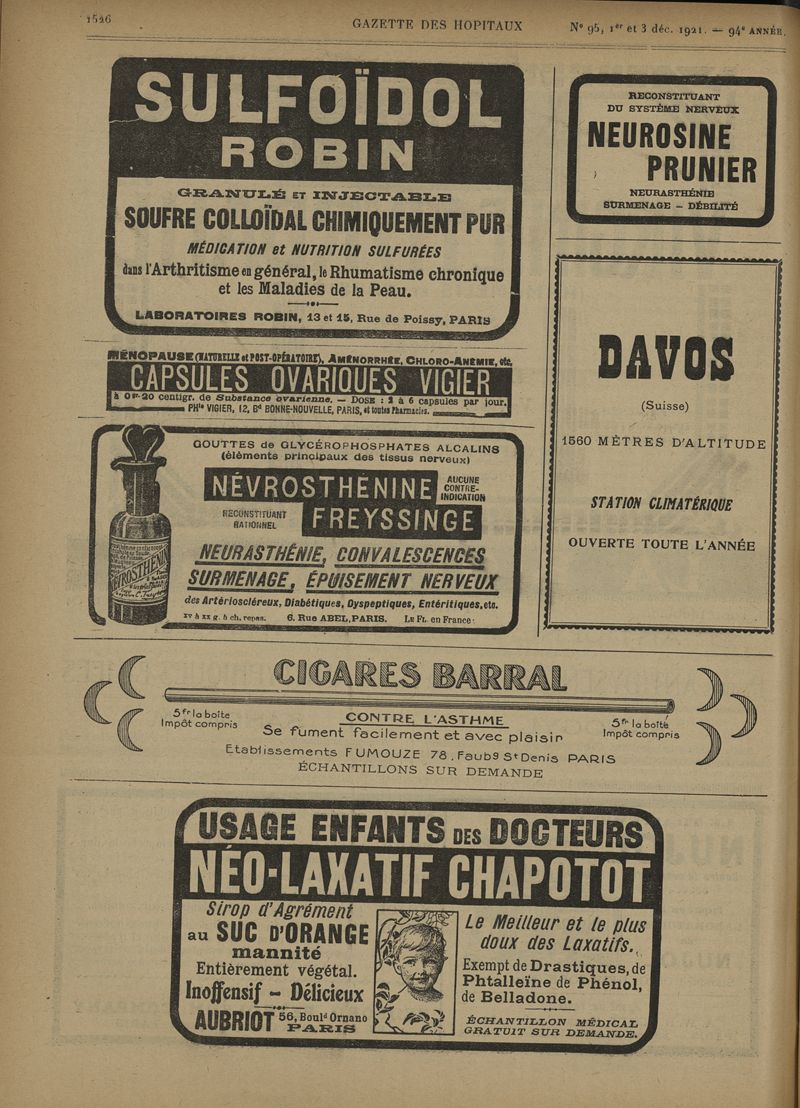 1526
GAZETTE DES HOPITAUX
N° 95, 1er et 3 déc. 1921. — 94e ANNÉE.
SULFOÏDOL
ROBIN
GRANULÉ ET INJECTABLE
SOUFRE COLLOÏDAL CHIMIQUEMENT PUR
MÉDICATION et NUTRITION SULFURÉES
dans l'Arthritisme en général, le Rhumatisme chronique
et les Maladies de la Peau.
LABORATOIRES ROBIN, 13 et 15, Rue de Poissy, PARIS
MÉNOPAUSE (NATURELLE et POST-OPÉRATOIRE), AMÉNORRHÉE, CHLORO-ANÉMIE, etc.
CAPSULES OVARIQUES VIGIER
à 0gr.20 centigr. de Substance ovarienne. — DOSE : 2 à 6 capsules par jour.
PHie VIGIER, 12, Bd BONNE-NOUVELLE, PARIS, et toutes Pharmacies.
GOUTTES de GLYCÉROPHOSPHATES ALCALINS
(éléments principaux des tissus nerveux)
NÉVROSTHÉNINE
AUCUNE
CONTRE-
INDICATION
RECONSTITUANT
RATIONNEL
FREYSSINGE
NEURASTHÉNIE, CONVALESCENCES
SURMENAGE, ÉPUISEMENT NERVEUX
des Artérioscléreux, Diabétiques, Dyspeptiques, Entéritiques, etc.
xv à xx g. à ch. repas. 6. Rue ABEL, PARIS. LE FL. en France:
RECONSTITUANT
DU SYSTÈME NERVEUX
NEUROSINE
PRUNIER
NEURASTHÉNIE
SURMENAGE — DÉBILITÉ
DAVOS
(Suisse)
1560 MÈTRES D'ALTITUDE
STATION CLIMATÉRIQUE
OUVERTE TOUTE L'ANNÉE
CIGARES BARRAL
5fr la boîte
Impôt compris
CONTRE L'ASTHME
Se fument facilement et avec plaisir
5fr la boîte
Impôt compris
Etablissements FUMOUZE 78, Faubg St Denis PARIS
ÉCHANTILLONS SUR DEMANDE
USAGE ENFANTS DES DOCTEURS
NÉO-LAXATIF CHAPOTOT
Sirop d'Agrément
au SUC D'ORANGE
mannité
Entièrement végétal.
Inoffensif — Délicieux
AUBRIOT 56, Bould Ornano
PARIS
Le Meilleur et le plus
doux des Laxatifs.
Exempt de Drastiques, de
Phtalleïne de Phénol,
de Belladone.
ÉCHANTILLON MÉDICAL
GRATUIT SUR DEMANDE.